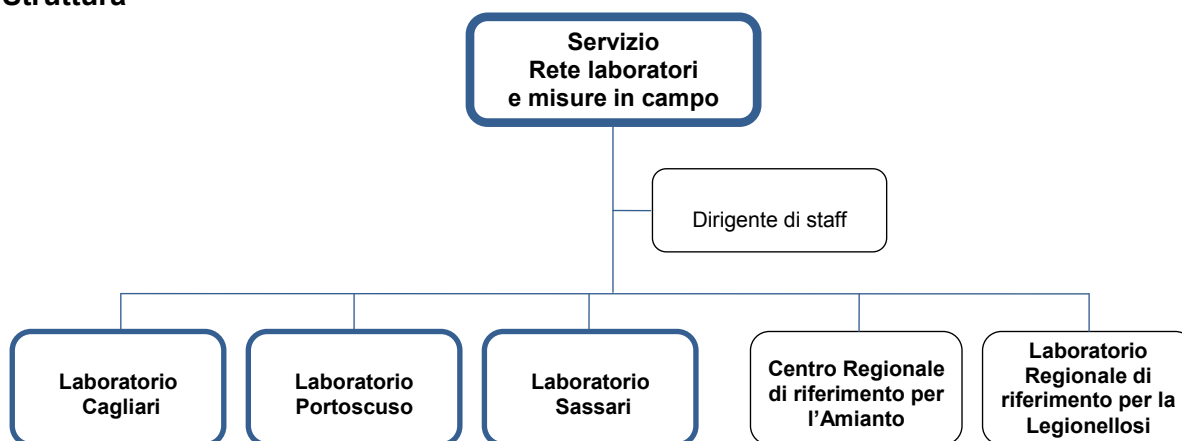 Struttura
Servizio
Rete laboratori
e misure in campo
Dirigente di staff
Laboratorio
Cagliari
Laboratorio
Portoscuso
Laboratorio
Sassari
Centro Regionale
di riferimento per
l’Amianto
Laboratorio
Regionale di
riferimento per la
Legionellosi